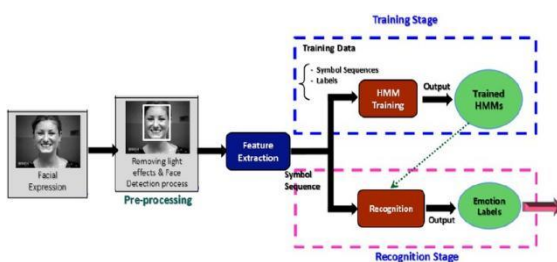 Training Stage
Training Data
- Symbol Sequences
- Labels
HMM
Training
Output
Trained
HMMs
Facial
Expression
Removing light
effects & Face
Detection process
Pre-processing
Feature
Extraction
Symbol
Sequence
Recognition
Output
Emotion
Labels
Recognition Stage